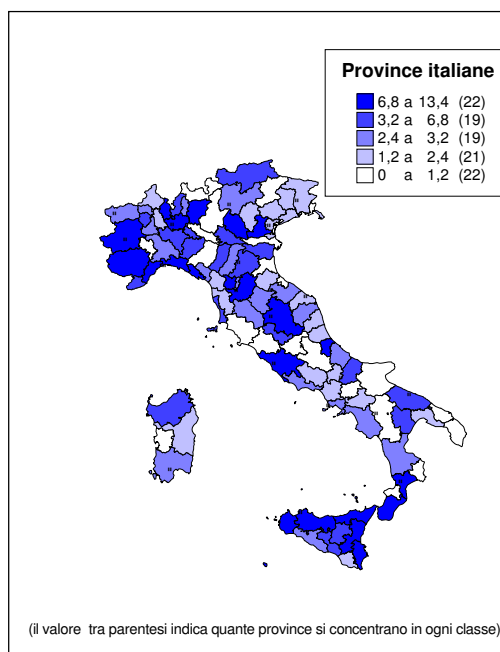 Province italiane
6,8 a 13,4 (22)
3,2 a 6,8 (19)
2,4 a 3,2 (19)
1,2 a 2,4 (21)
0 a 1,2 (22)
(il valore tra parentesi indica quante province si concentrano in ogni classe)